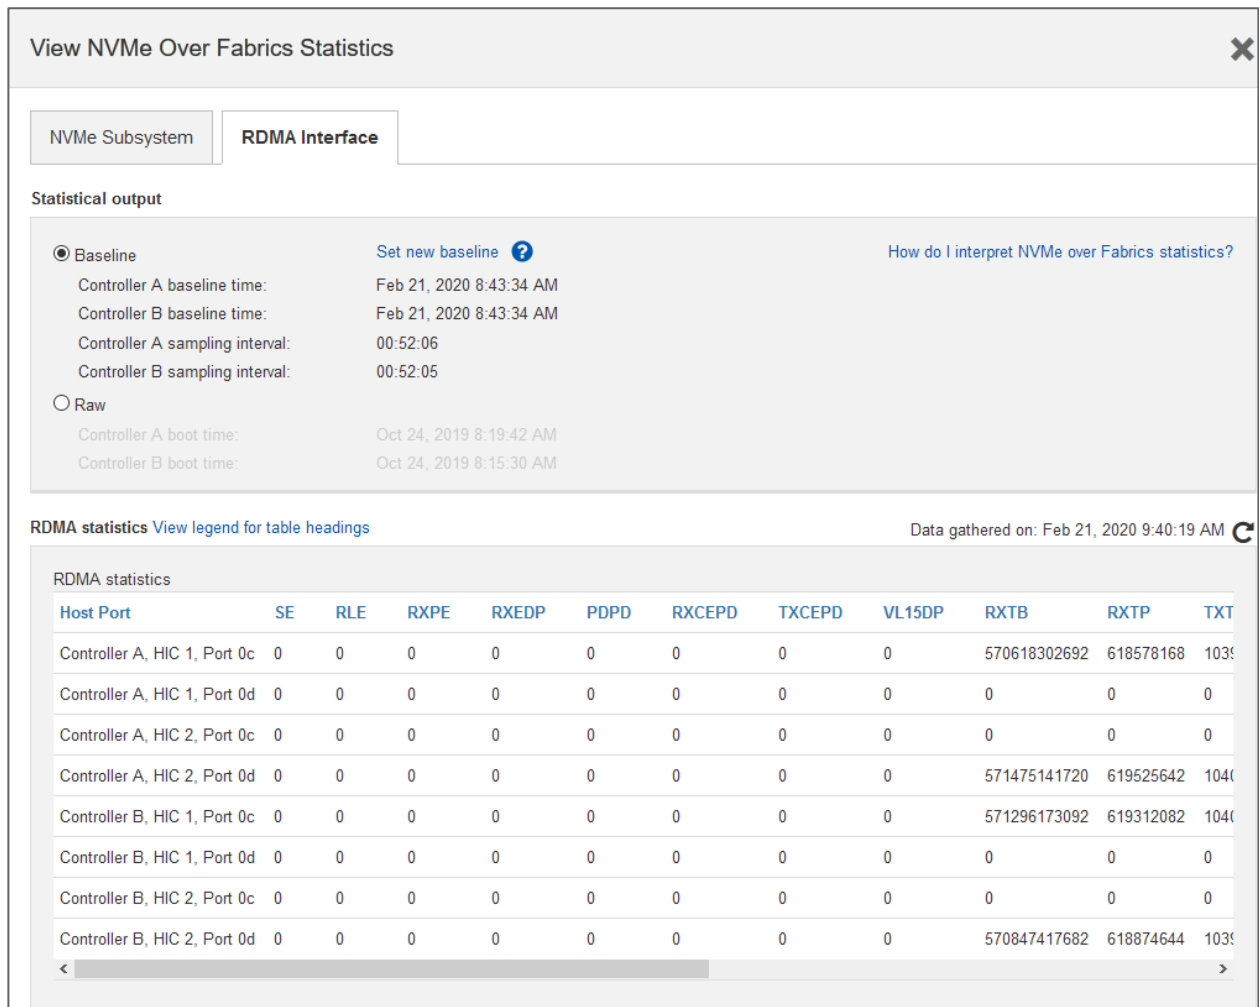 View NVMe Over Fabrics Statistics
NVMe Subsystem RDMA Interface
Statistical output
Baseline Set new baseline ? How do I interpret NVMe over Fabrics statistics?
Controller A baseline time: Feb 21, 2020 8:43:34 AM
Controller B baseline time: Feb 21, 2020 8:43:34 AM
Controller A sampling interval: 00:52:06
Controller B sampling interval: 00:52:05
Raw
Controller A boot time: Oct 24, 2019 8:19:42 AM
Controller B boot time: Oct 24, 2019 8:15:30 AM
RDMA statistics View legend for table headings Data gathered on: Feb 21, 2020 9:40:19 AM
RDMA statistics
Host Port SE RLE RXPE RXEDP PDPD RXCEPD TXCEPD VL15DP RXTB RXTP TXT
Controller A, HIC 1, Port 0c 0 0 0 0 0 0 0 0 570618302692 618578168 1039
Controller A, HIC 1, Port 0d 0 0 0 0 0 0 0 0 0 0 0
Controller A, HIC 2, Port 0c 0 0 0 0 0 0 0 0 0 0 0
Controller A, HIC 2, Port 0d 0 0 0 0 0 0 0 0 571475141720 619525642 1040
Controller B, HIC 1, Port 0c 0 0 0 0 0 0 0 0 571296173092 619312082 1040
Controller B, HIC 1, Port 0d 0 0 0 0 0 0 0 0 0 0 0
Controller B, HIC 2, Port 0c 0 0 0 0 0 0 0 0 0 0 0
Controller B, HIC 2, Port 0d 0 0 0 0 0 0 0 0 570847417682 618874644 1039